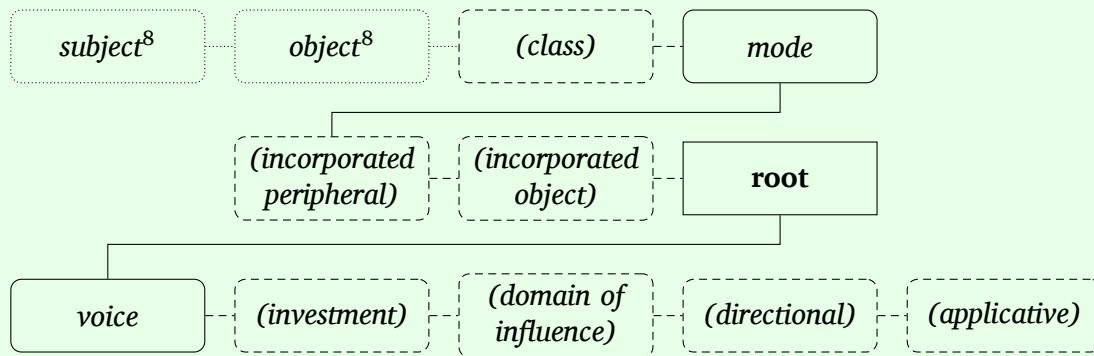 subject⁸ object⁸ (class) mode
(incorporated peripheral) (incorporated object) root
voice (investment) (domain of influence) (directional) (applicative)